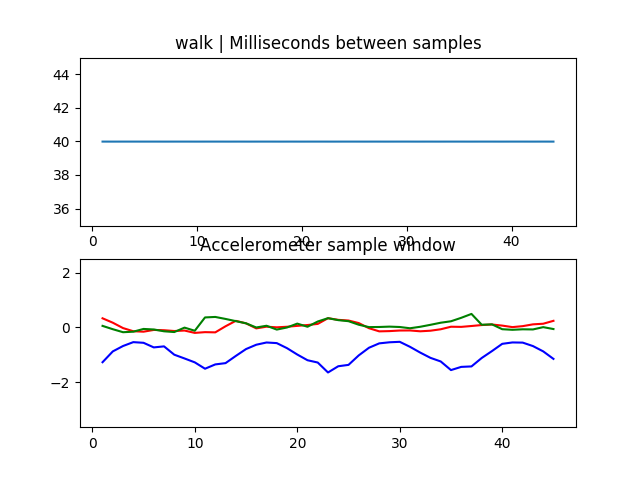 walk | Milliseconds between samples
44
42
40
38
36
0 10 20 30 40
Accelerometer sample window
2
0
−2
0 10 20 30 40